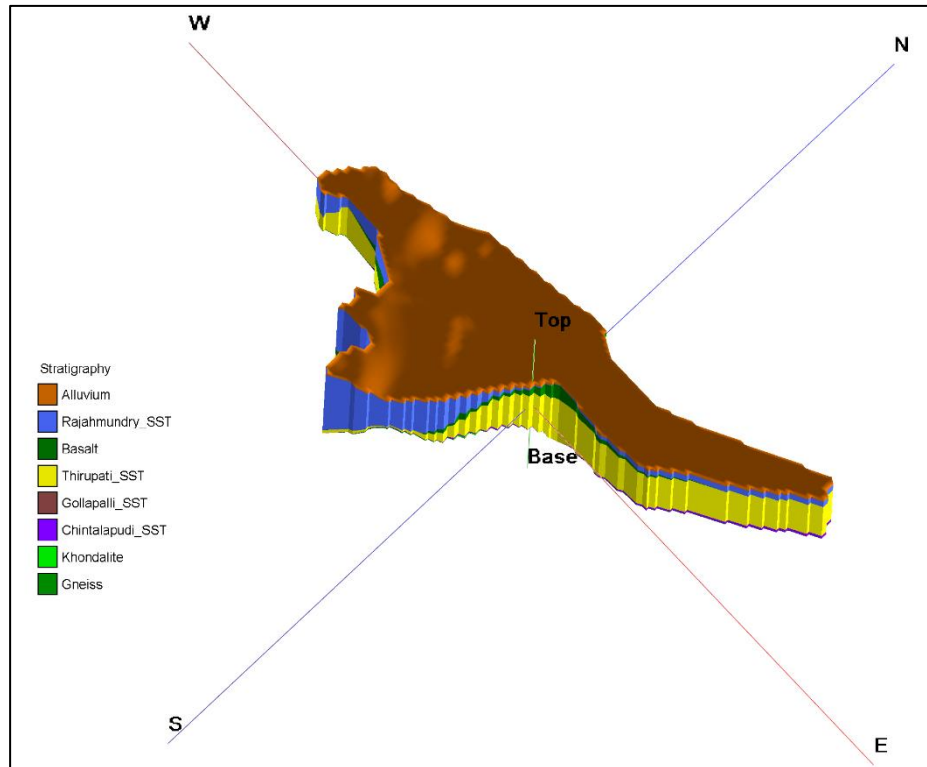 W
N
Top
Stratigraphy
Alluvium
Rajahmundry_SST
Basalt
Base
Thirupati_SST
Gollapalli_SST
Chintalapudi_SST
Khondalite
Gneiss
S
E